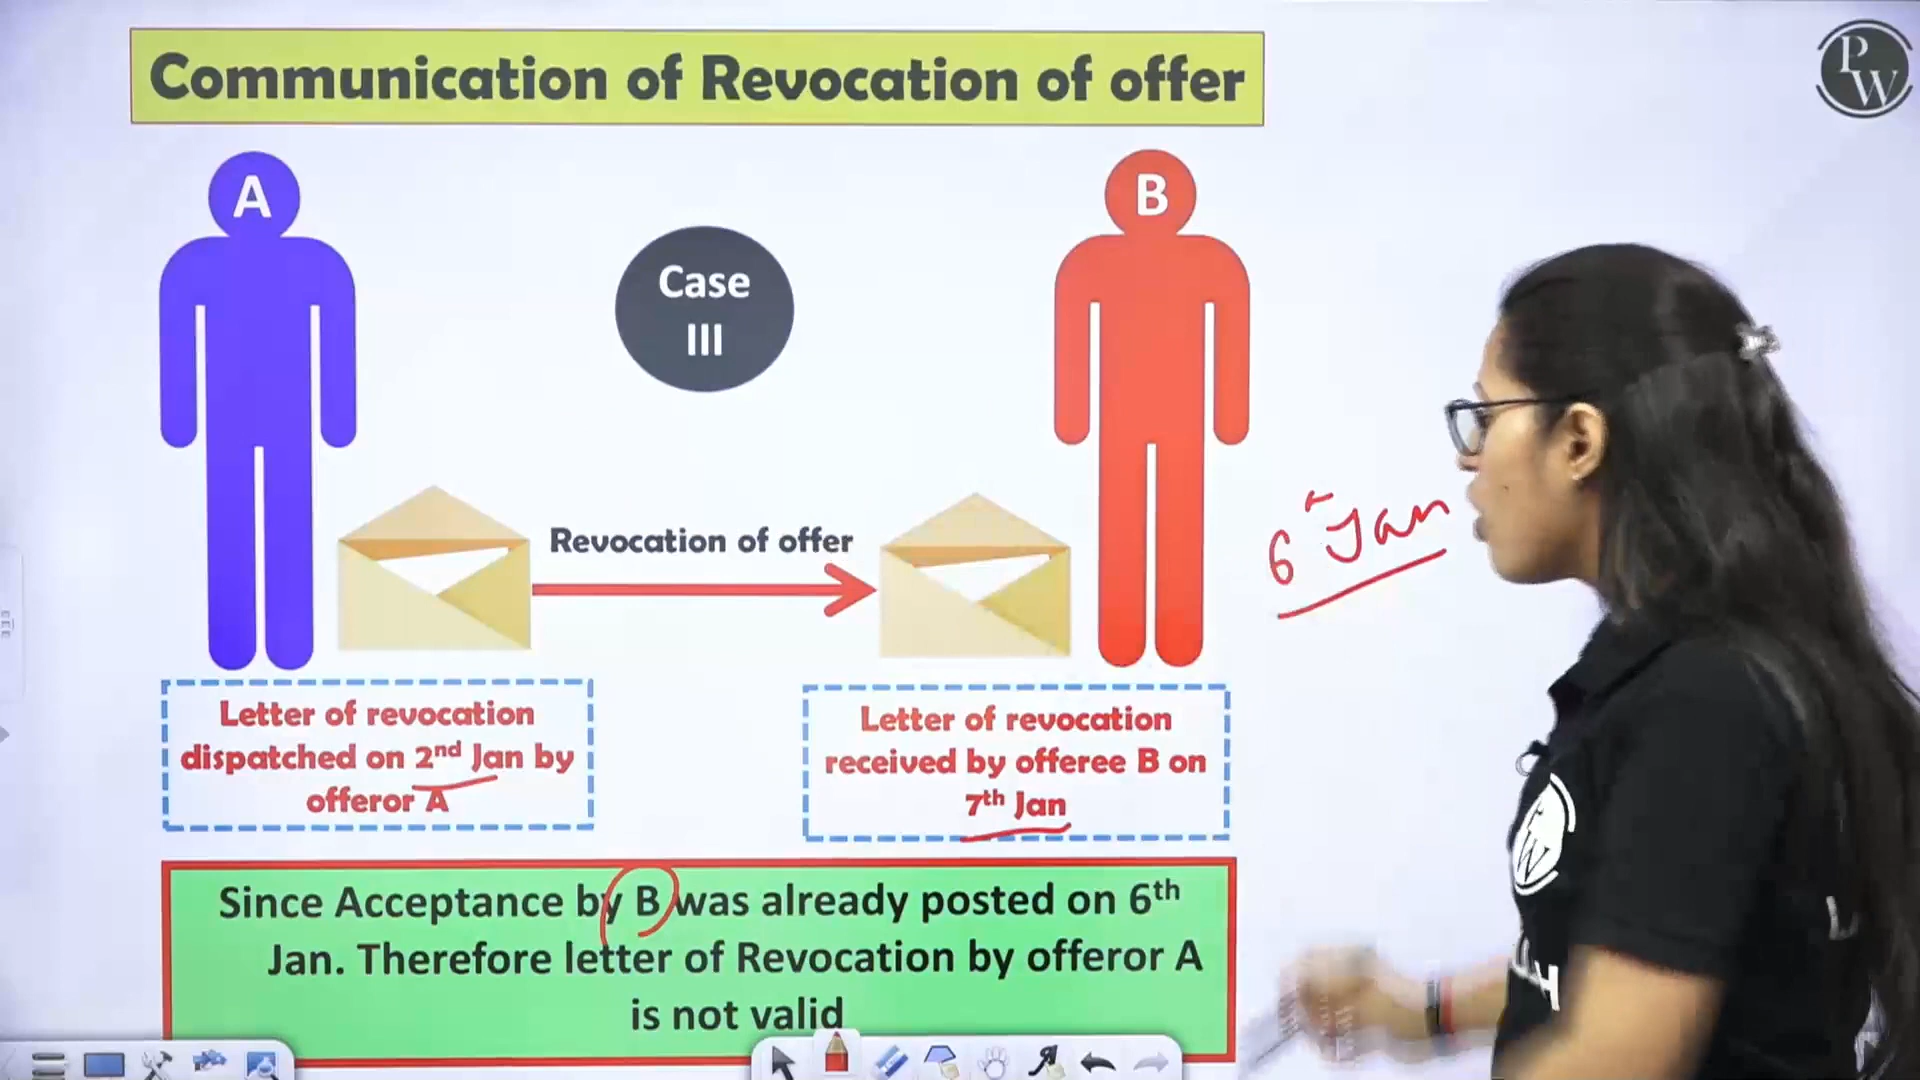 Communication of Revocation of offer
P
W
A
B
Case
III
Revocation of offer
6th Jan
Letter of revocation
dispatched on 2nd Jan by
offeror A
Letter of revocation
received by offeree B on
7th Jan
Since Acceptance by B was already posted on 6th
Jan. Therefore letter of Revocation by offeror A
is not valid